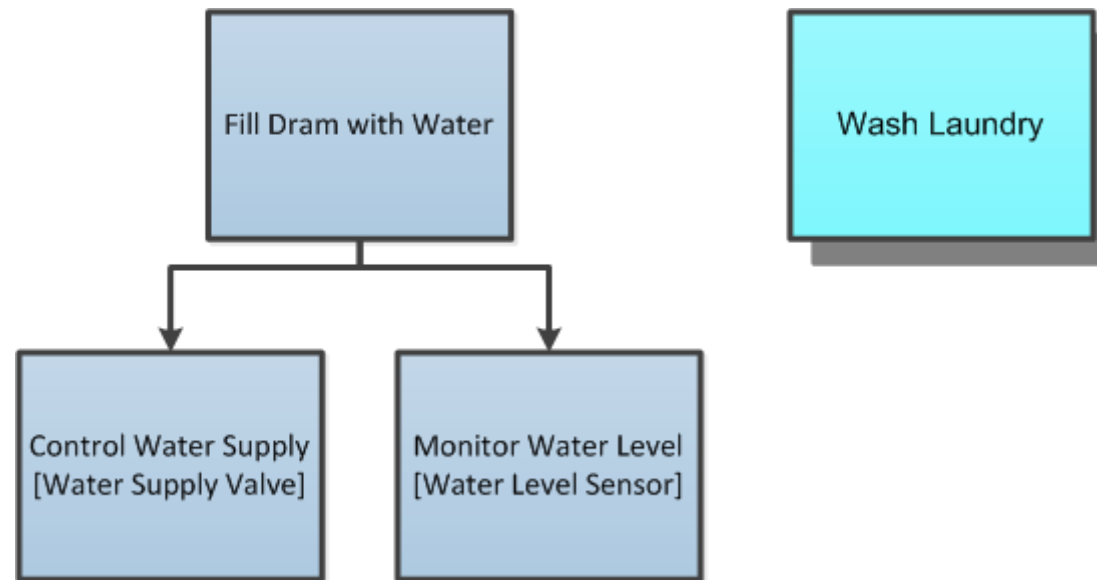 Fill Dram with Water
Wash Laundry
Control Water Supply
[Water Supply Valve]
Monitor Water Level
[Water Level Sensor]